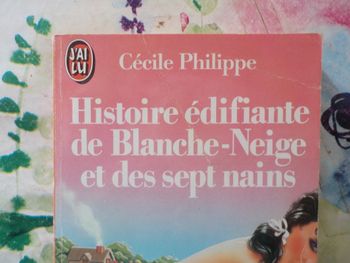 J'AI
LU
Cécile Philippe
Histoire édifiante
de Blanche-Neige
et des sept nains